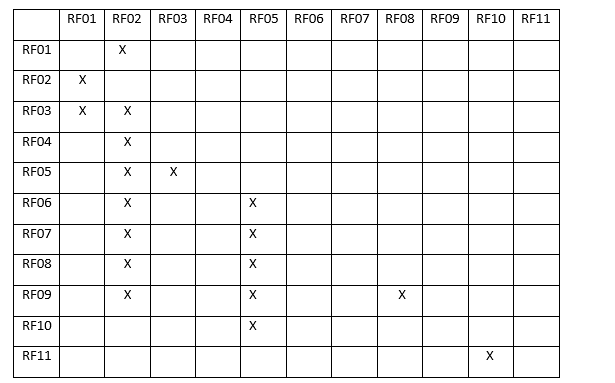 RF01 RF02 RF03 RF04 RF05 RF06 RF07 RF08 RF09 RF10 RF11
RF01 X
RF02 X
RF03 X X
RF04 X
RF05 X X
RF06 X X
RF07 X X
RF08 X X
RF09 X X X
RF10 X
RF11 X